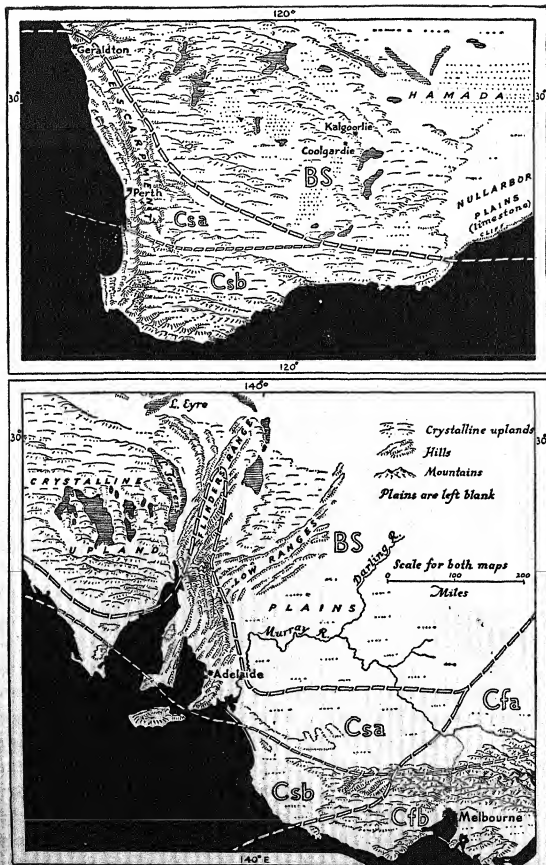 120°
Geraldton
30°
30°
HAMADA
ESCARPMENT
Kalgoorlie
Coolgardie
BS
NULLARBOR
PLAINS
(limestone)
CLIFF
Perth
Csa
Csb
120°
140°
L. Eyre
30°
30°
Crystalline uplands
Hills
Mountains
Plains are left blank
CRYSTALLINE
UPLAND
FLINDERS RANGE
LOW RANGES
BS
Darling R.
Scale for both maps
0 100 200
Miles
PLAINS
Murray R.
Adelaide
Cfa
Csa
Csb
Cfb
Melbourne
140° E